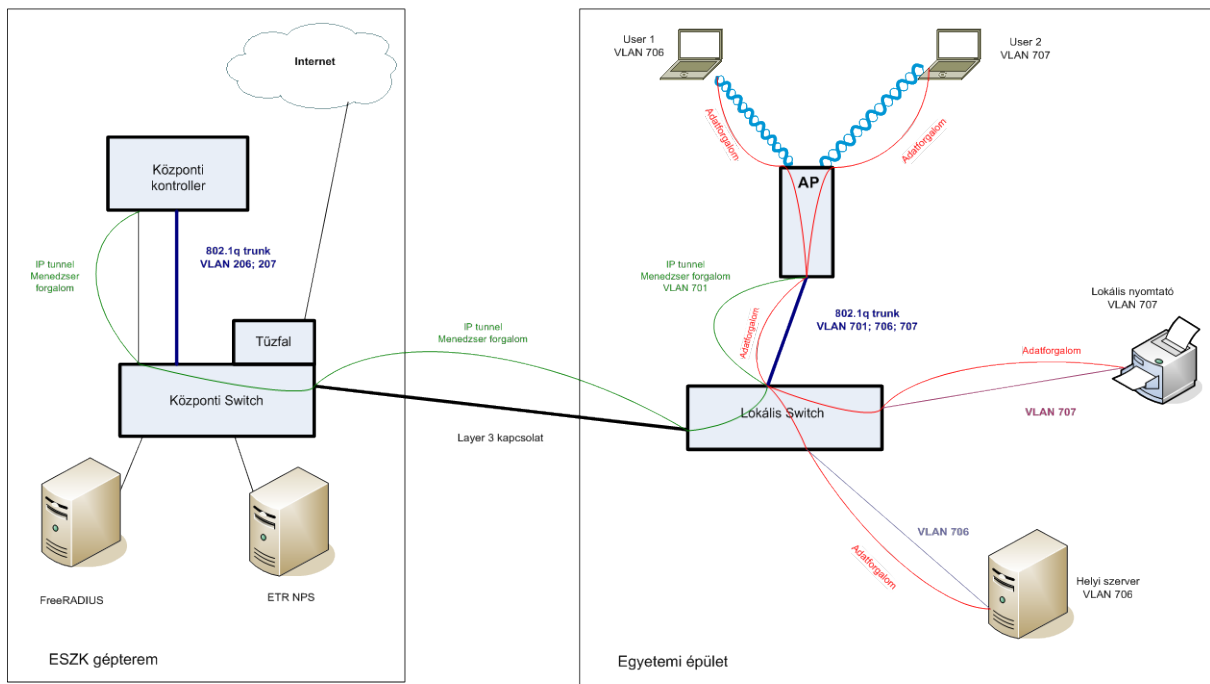 Internet
Központi
kontroller
802.1q trunk
VLAN 206; 207
IP tunnel
Menedzser
forgalom
Tűzfal
Központi Switch
IP tunnel
Menedzser forgalom
Layer 3 kapcsolat
FreeRADIUS
ETR NPS
ESZK gépterem
User 1
VLAN 706
User 2
VLAN 707
Adatforgalom
Adatforgalom
AP
IP tunnel
Menedzser forgalom
VLAN 701
802.1q trunk
VLAN 701; 706; 707
Adatforgalom
Lokális nyomtató
VLAN 707
Adatforgalom
Lokális Switch
VLAN 707
VLAN 706
Adatforgalom
Helyi szerver
VLAN 706
Egyetemi épület